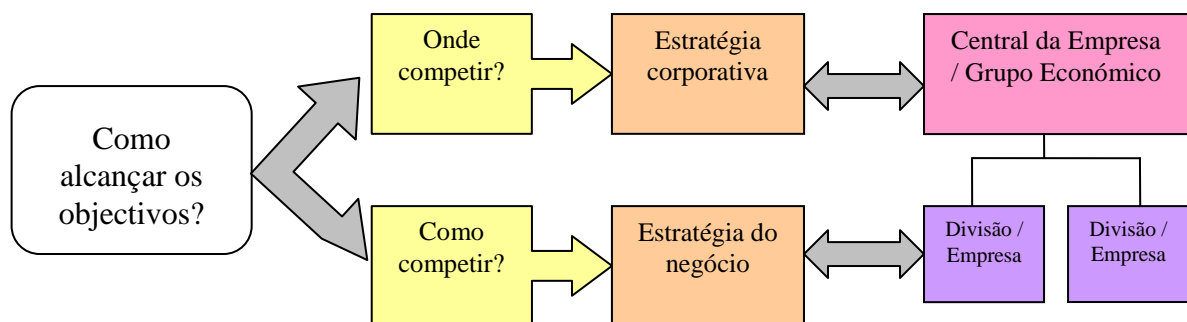 Como
alcançar os
objectivos?
Onde
competir?
Estratégia
corporativa
Central da Empresa
/ Grupo Económico
Como
competir?
Estratégia do
negócio
Divisão /
Empresa
Divisão /
Empresa